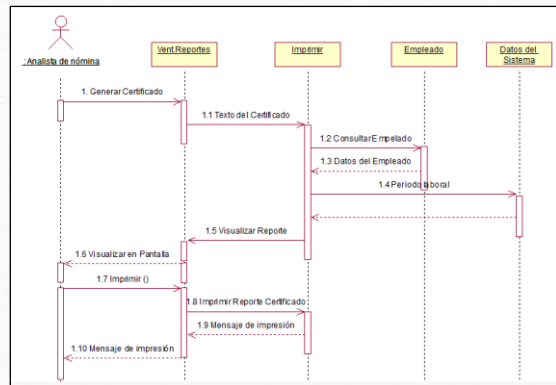 : Analista de nómina
Vent.Reportes
Imprimir
Empleado
Datos del
Sistema
1. Generar Certificado
1.1 Texto del Certificado
1.2 Consultar Empelado
1.3 Datos del Empleado
1.4 Periodo laboral
1.5 Visualizar Reporte
1.6 Visualizar en Pantalla
1.7 Imprimir ()
1.8 Imprimir Reporte Certificado
1.9 Mensaje de impresión
1.10 Mensaje de impresión